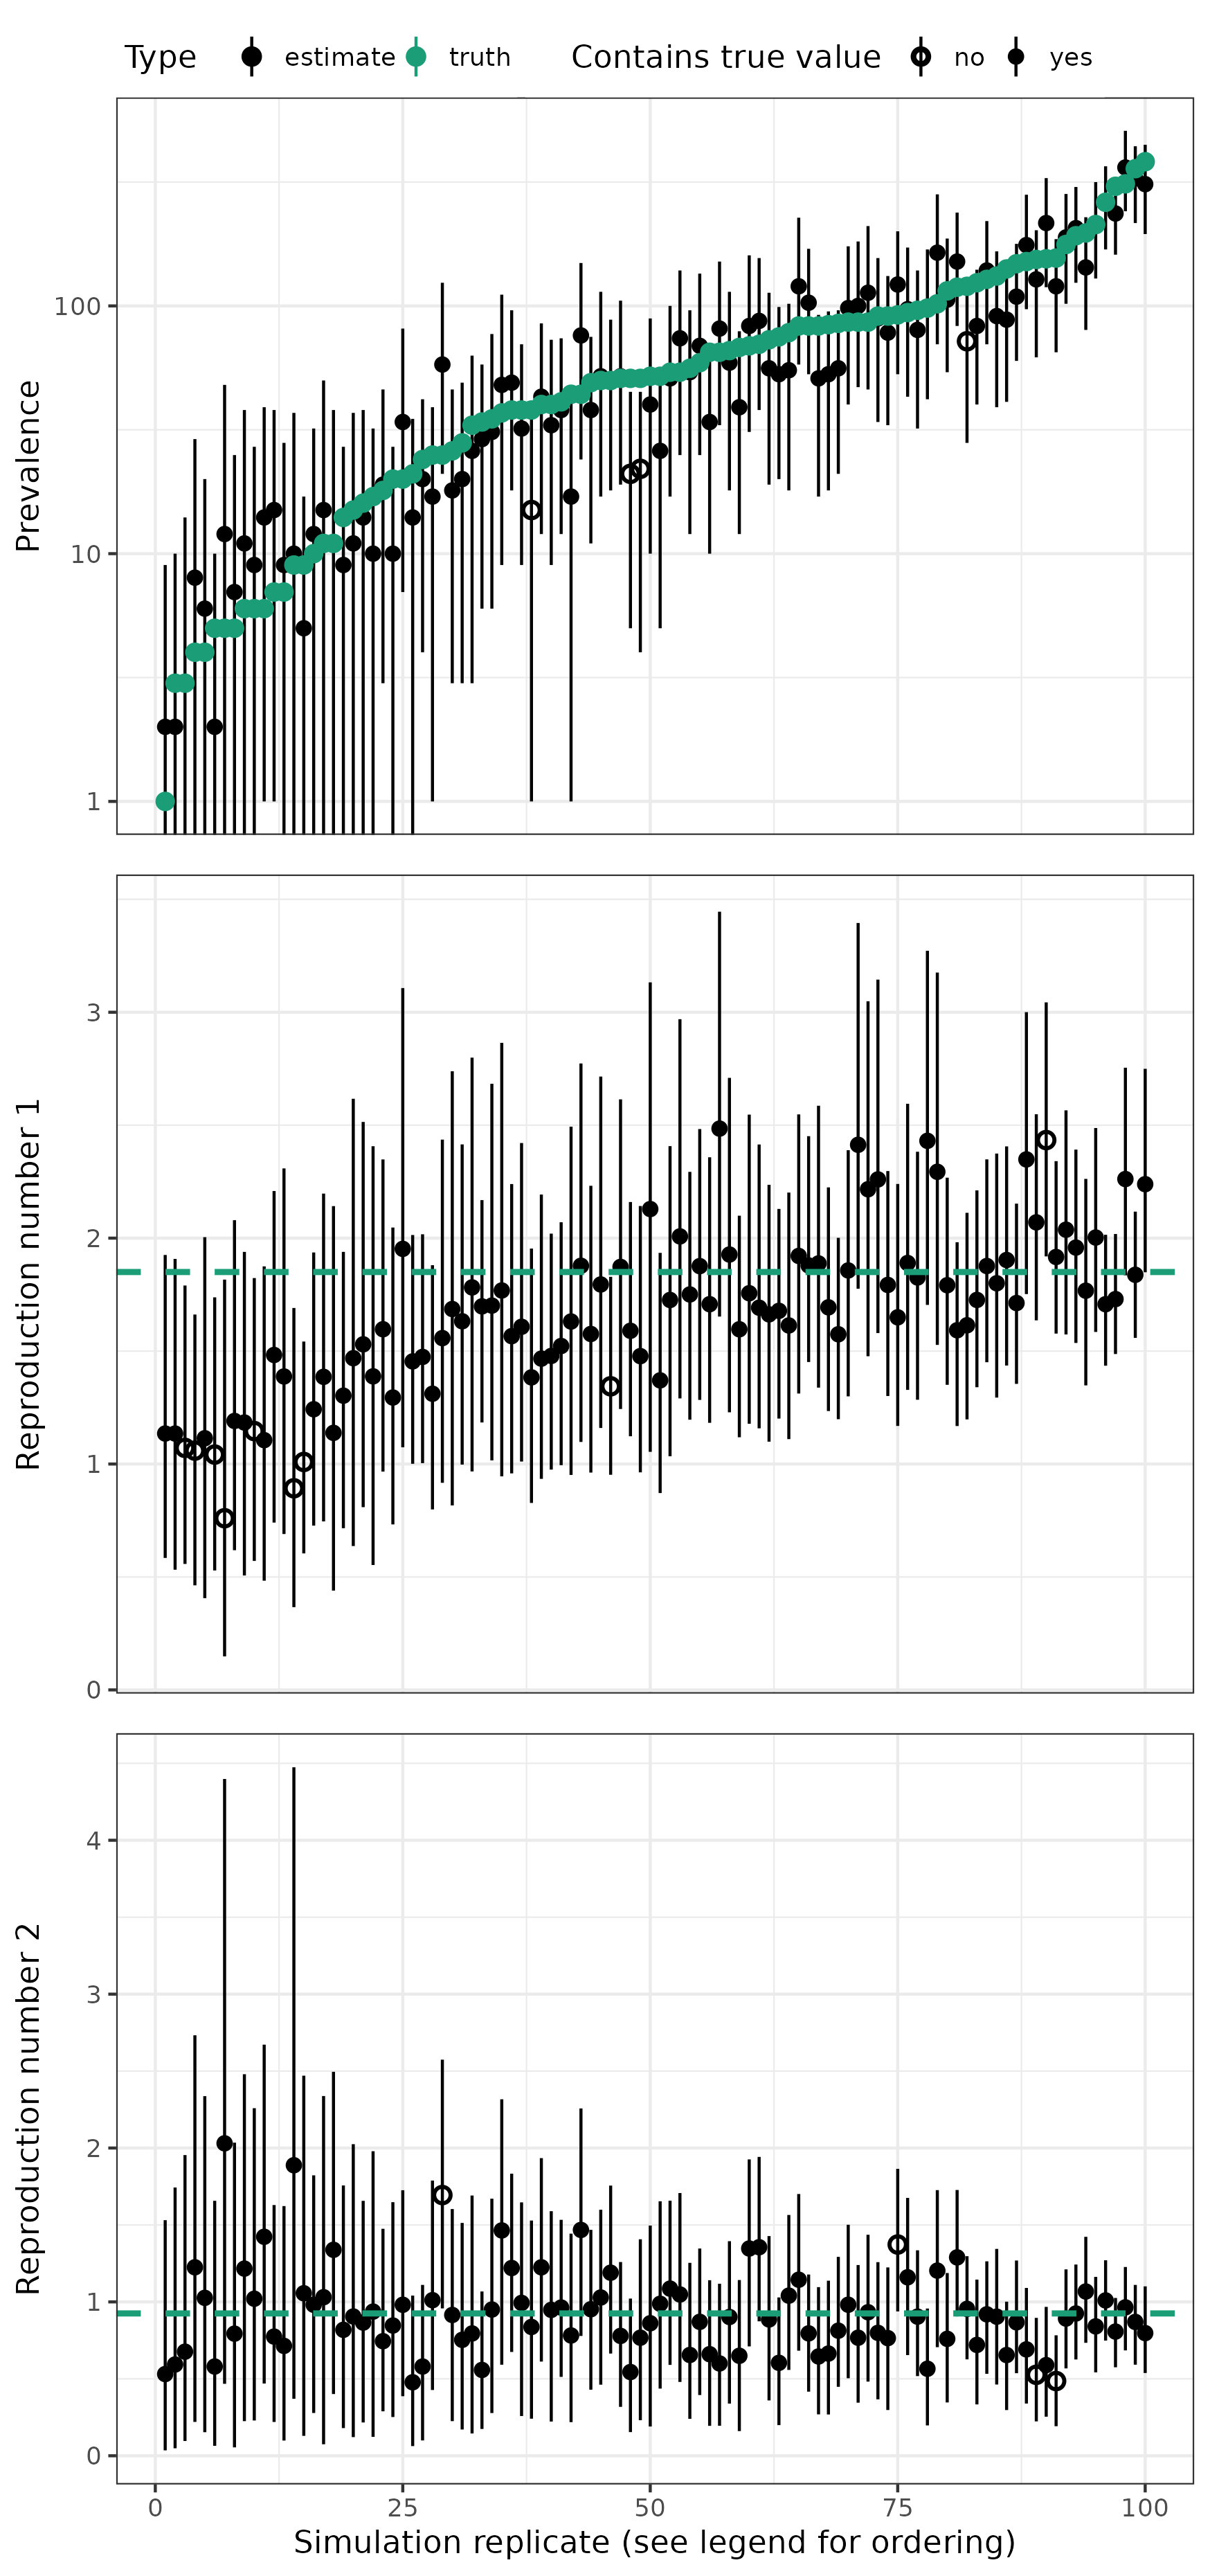 Type estimate truth Contains true value no yes
Prevalence
100
10
1
Reproduction number 1
3
2
1
0
Reproduction number 2
4
3
2
1
0
0 25 50 75 100
Simulation replicate (see legend for ordering)